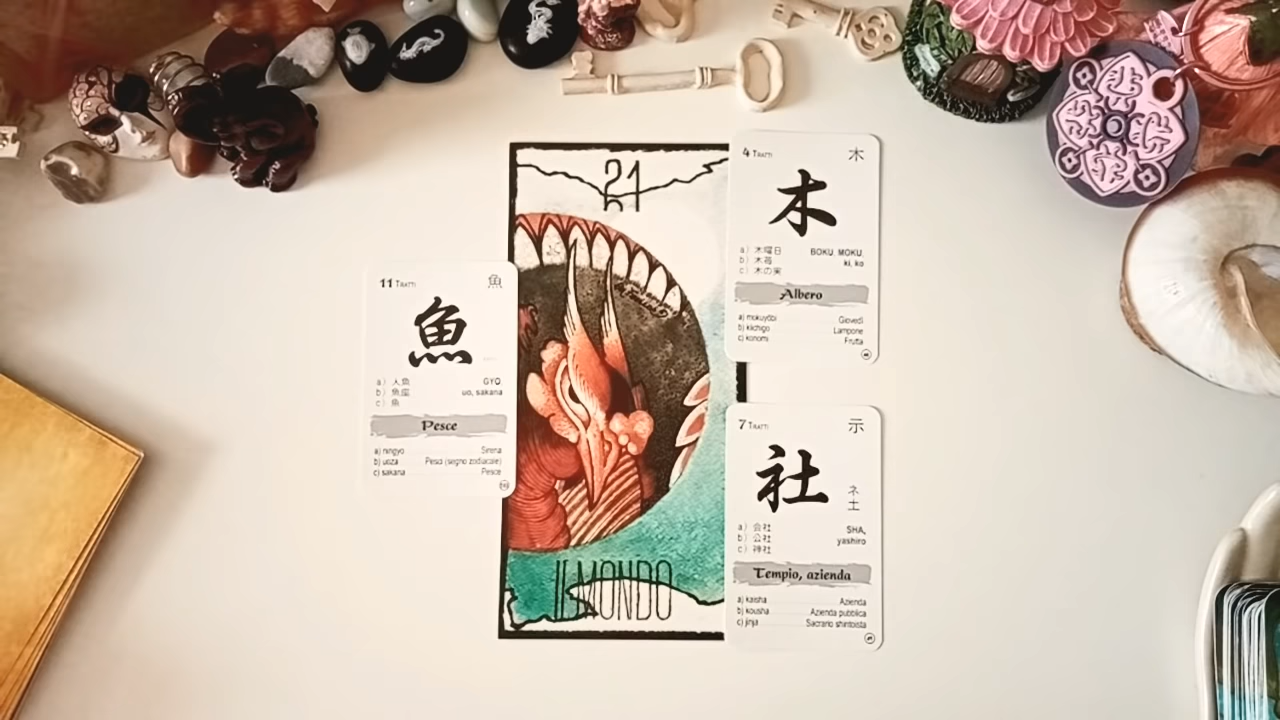 21
IL MONDO
11 TRATTI 魚
魚
a) 人魚 GYO,
b) 魚座 uo, sakana
c) 魚
Pesce
a) ningyo Sirena
b) uoza Pesci (segno zodiacale)
c) sakana Pesce
4 TRATTI 木
木
a) 木曜日 BOKU, MOKU,
b) 木苺 ki, ko
c) 木の実
Albero
a) mokuyōbi Giovedì
b) kiichigo Lampone
c) konomi Frutta
7 TRATTI 示
社
ネ
土
a) 会社 SHA,
b) 公社 yashiro
c) 神社
Tempio, azienda
a) kaisha Azienda
b) kousha Azienda pubblica
c) jinja Sacrario shintoista